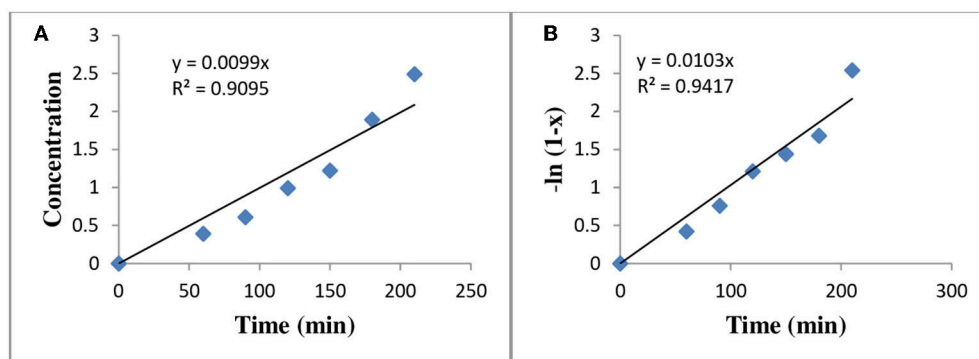 A
3
2.5
2
1.5
1
0.5
0
Concentration
y = 0.0099x
R² = 0.9095
0 50 100 150 200 250
Time (min)
B
3
2.5
2
1.5
1
0.5
0
-ln (1-x)
y = 0.0103x
R² = 0.9417
0 100 200 300
Time (min)